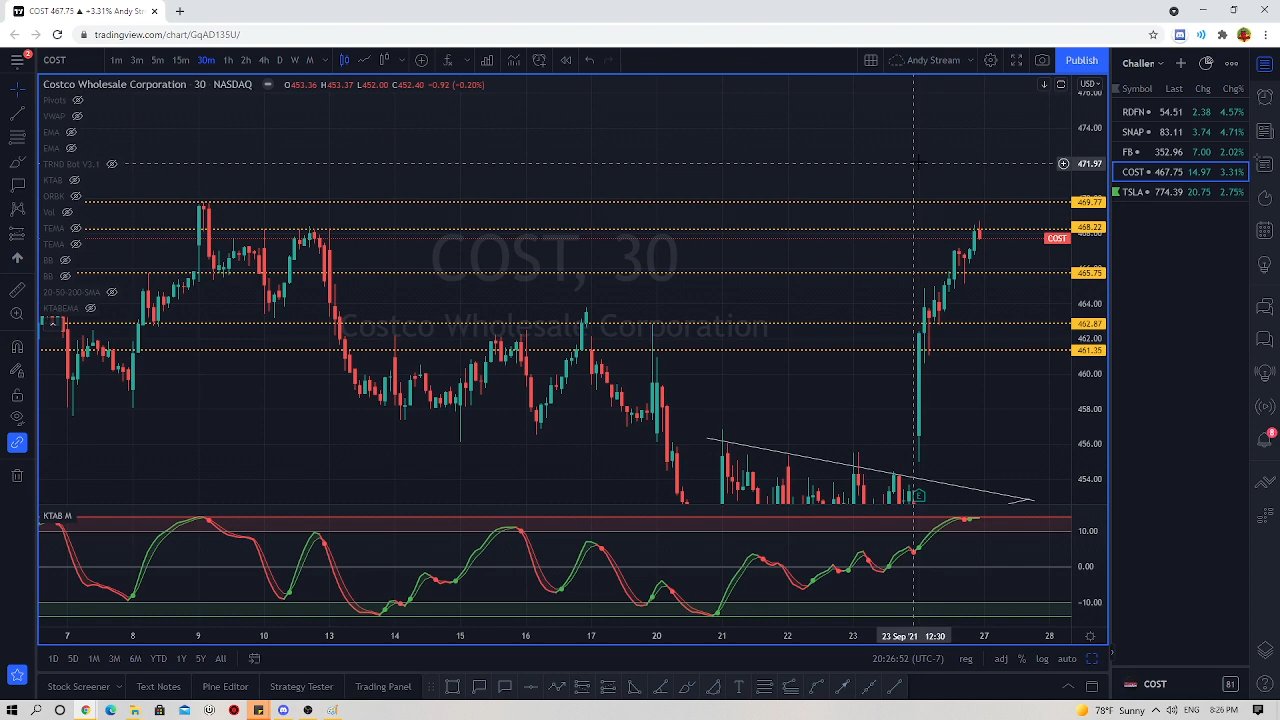 COST 467.75 ▲ +3.31% Andy Stream
tradingview.com/chart/GqAD135U/
2
COST 1m 3m 5m 15m 30m 1h 2h 4h D W M
Andy Stream
Publish
Challer
Costco Wholesale Corporation 30 NASDAQ O453.36 H453.37 L452.00 C452.40 −0.92 (−0.20%)
USD
Symbol Last Chg Chg%
Pivots
VWAP
EMA
EMA
TRND Bot V3.1
KTAB
ORBK
Vol
TEMA
TEMA
BB
BB
20-50-200-SMA
KTABEMA
RDFN 54.51 2.38 4.57%
SNAP 83.11 3.74 4.71%
FB 352.96 7.00 2.02%
COST 467.75 14.97 3.31%
TSLA 774.39 20.75 2.75%
COST, 30
Costco Wholesale Corporation
476.00
474.00
471.97
469.77
468.22
COST
465.75
464.00
462.87
462.00
461.35
460.00
458.00
456.00
454.00
E
8
KTAB M
10.00
0.00
−10.00
7 8 9 10 13 14 15 16 17 20 21 22 23 23 Sep '21 12:30 27 28
1D 5D 1M 3M 6M YTD 1Y 5Y All
20:26:52 (UTC-7) reg adj % log auto
Stock Screener Text Notes Pine Editor Strategy Tester Trading Panel
COST 81
78°F Sunny ENG 8:26 PM